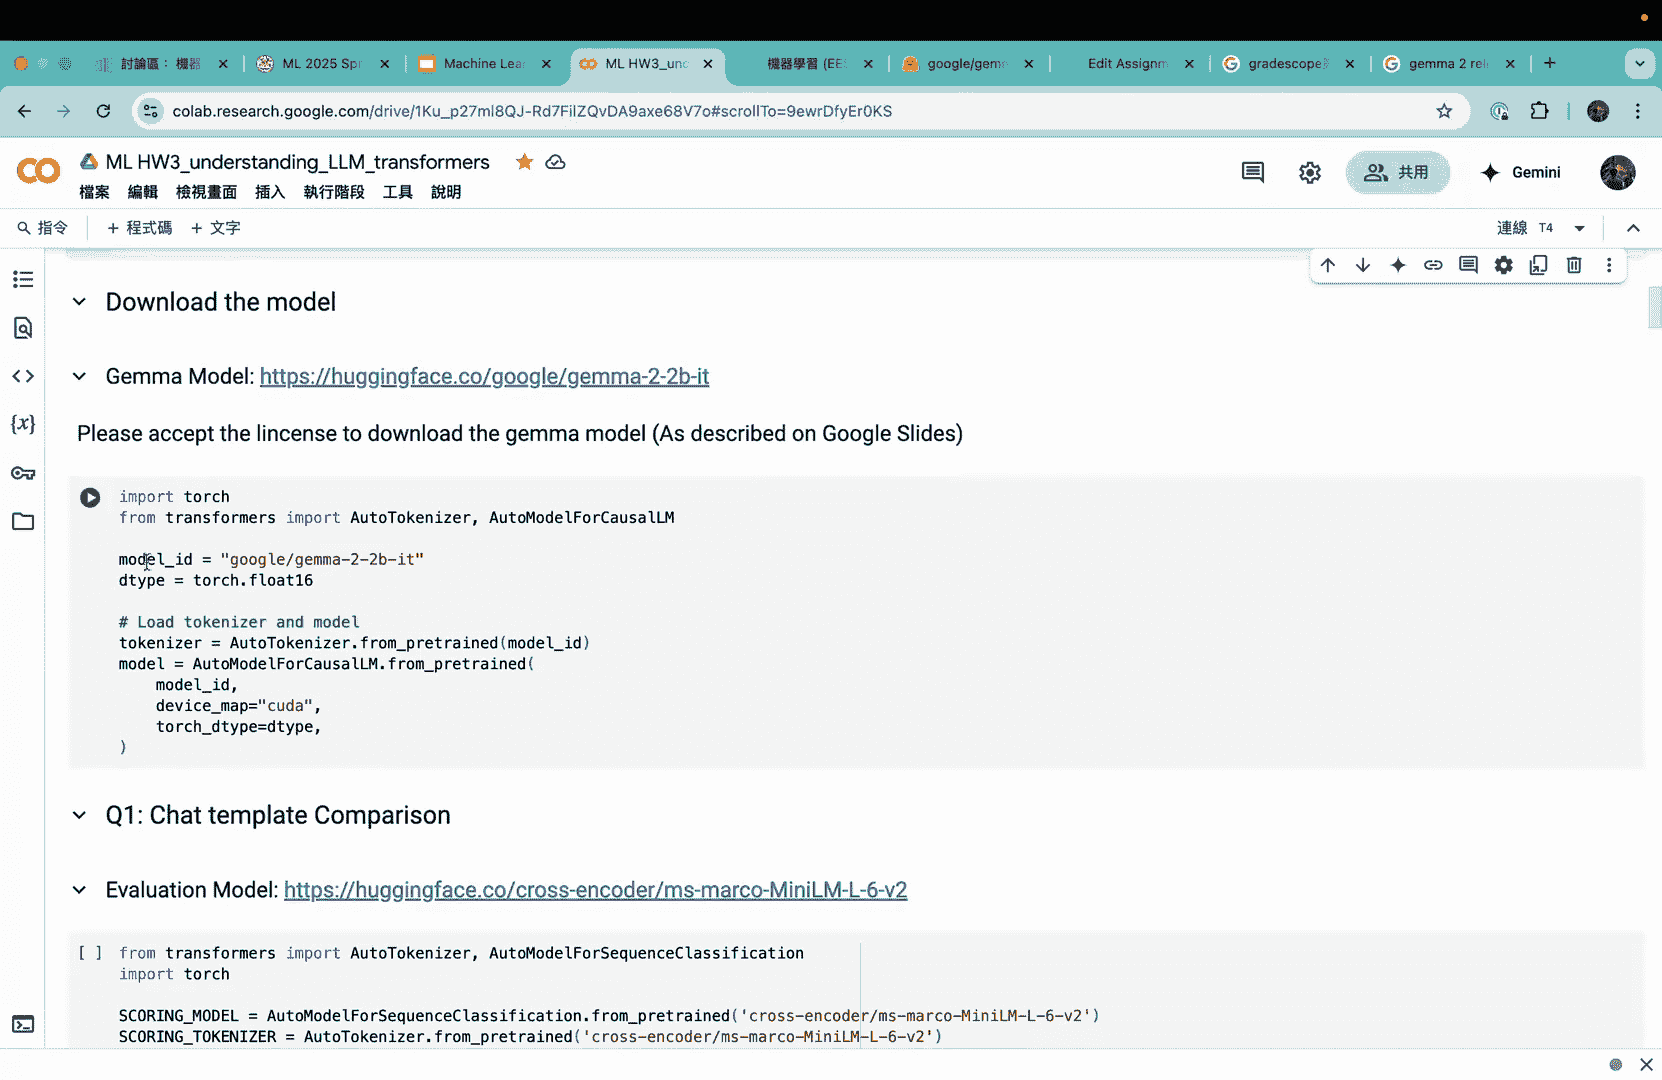 討論區： 機器
ML 2025 Spr
Machine Lear
ML HW3_und
機器學習 (EE
google/gemm
Edit Assignm
gradescope
gemma 2 rel
colab.research.google.com/drive/1Ku_p27ml8QJ-Rd7FiIZQvDA9axe68V7o#scrollTo=9ewrDfyEr0KS
ML HW3_understanding_LLM_transformers
共用
Gemini
檔案 編輯 檢視畫面 插入 執行階段 工具 說明
指令 + 程式碼 + 文字
連線 T4
Download the model
Gemma Model: https://huggingface.co/google/gemma-2-2b-it
Please accept the lincense to download the gemma model (As described on Google Slides)
import torch
from transformers import AutoTokenizer, AutoModelForCausalLM
model_id = "google/gemma-2-2b-it"
dtype = torch.float16
# Load tokenizer and model
tokenizer = AutoTokenizer.from_pretrained(model_id)
model = AutoModelForCausalLM.from_pretrained(
model_id,
device_map="cuda",
torch_dtype=dtype,
)
Q1: Chat template Comparison
Evaluation Model: https://huggingface.co/cross-encoder/ms-marco-MiniLM-L-6-v2
[ ] from transformers import AutoTokenizer, AutoModelForSequenceClassification
import torch
SCORING_MODEL = AutoModelForSequenceClassification.from_pretrained('cross-encoder/ms-marco-MiniLM-L-6-v2')
SCORING_TOKENIZER = AutoTokenizer.from_pretrained('cross-encoder/ms-marco-MiniLM-L-6-v2')